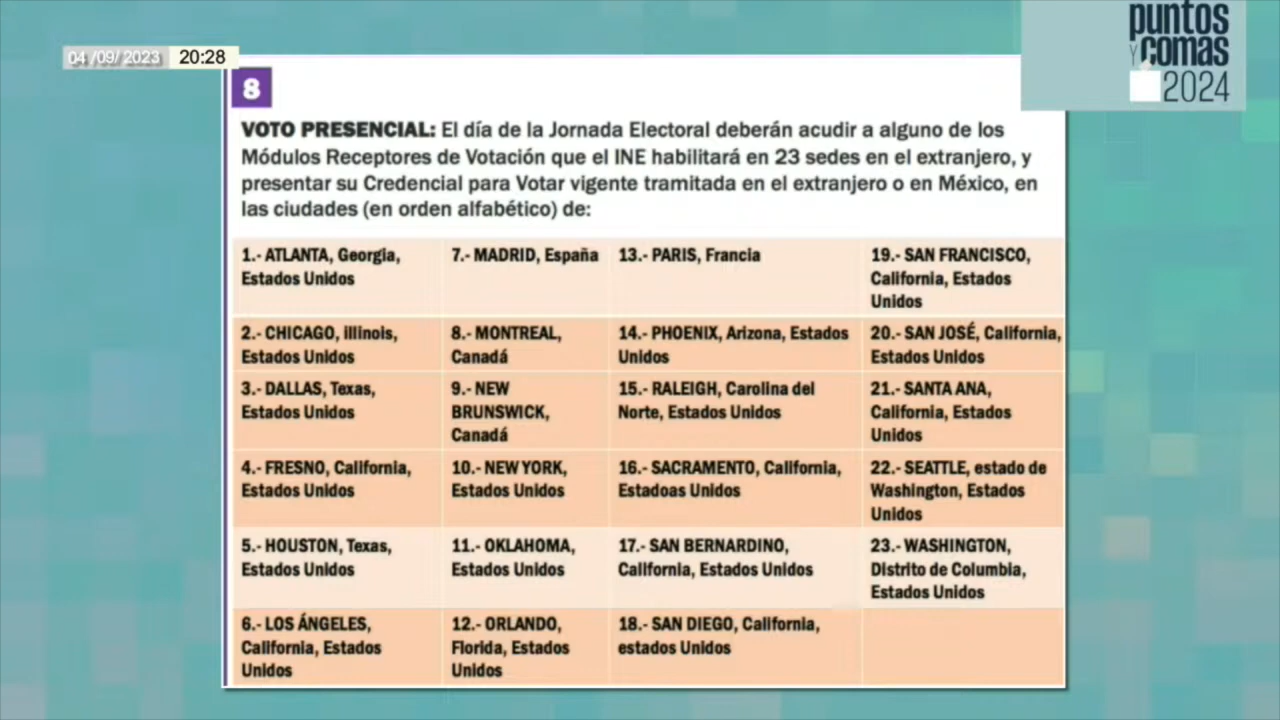 04 /09/ 2023 20:28
puntos
Y comas
2024
8
VOTO PRESENCIAL: El día de la Jornada Electoral deberán acudir a alguno de los
Módulos Receptores de Votación que el INE habilitará en 23 sedes en el extranjero, y
presentar su Credencial para Votar vigente tramitada en el extranjero o en México, en
las ciudades (en orden alfabético) de:
1.- ATLANTA, Georgia,
Estados Unidos
7.- MADRID, España
13.- PARIS, Francia
19.- SAN FRANCISCO,
California, Estados
Unidos
2.- CHICAGO, illinois,
Estados Unidos
8.- MONTREAL,
Canadá
14.- PHOENIX, Arizona, Estados
Unidos
20.- SAN JOSÉ, California,
Estados Unidos
3.- DALLAS, Texas,
Estados Unidos
9.- NEW
BRUNSWICK,
Canadá
15.- RALEIGH, Carolina del
Norte, Estados Unidos
21.- SANTA ANA,
California, Estados
Unidos
4.- FRESNO, California,
Estados Unidos
10.- NEW YORK,
Estados Unidos
16.- SACRAMENTO, California,
Estadoas Unidos
22.- SEATTLE, estado de
Washington, Estados
Unidos
5.- HOUSTON, Texas,
Estados Unidos
11.- OKLAHOMA,
Estados Unidos
17.- SAN BERNARDINO,
California, Estados Unidos
23.- WASHINGTON,
Distrito de Columbia,
Estados Unidos
6.- LOS ÁNGELES,
California, Estados
Unidos
12.- ORLANDO,
Florida, Estados
Unidos
18.- SAN DIEGO, California,
estados Unidos